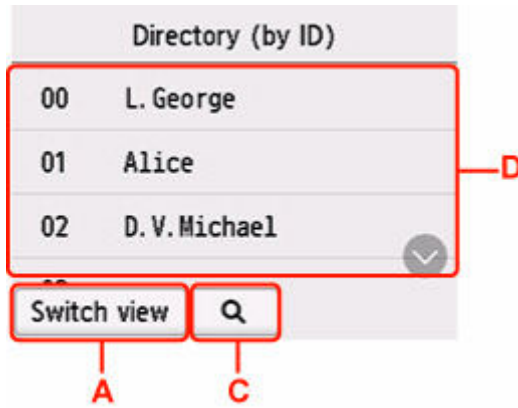 Directory (by ID)
00 L.George
01 Alice
02 D.V.Michael
D
Switch view
A
C